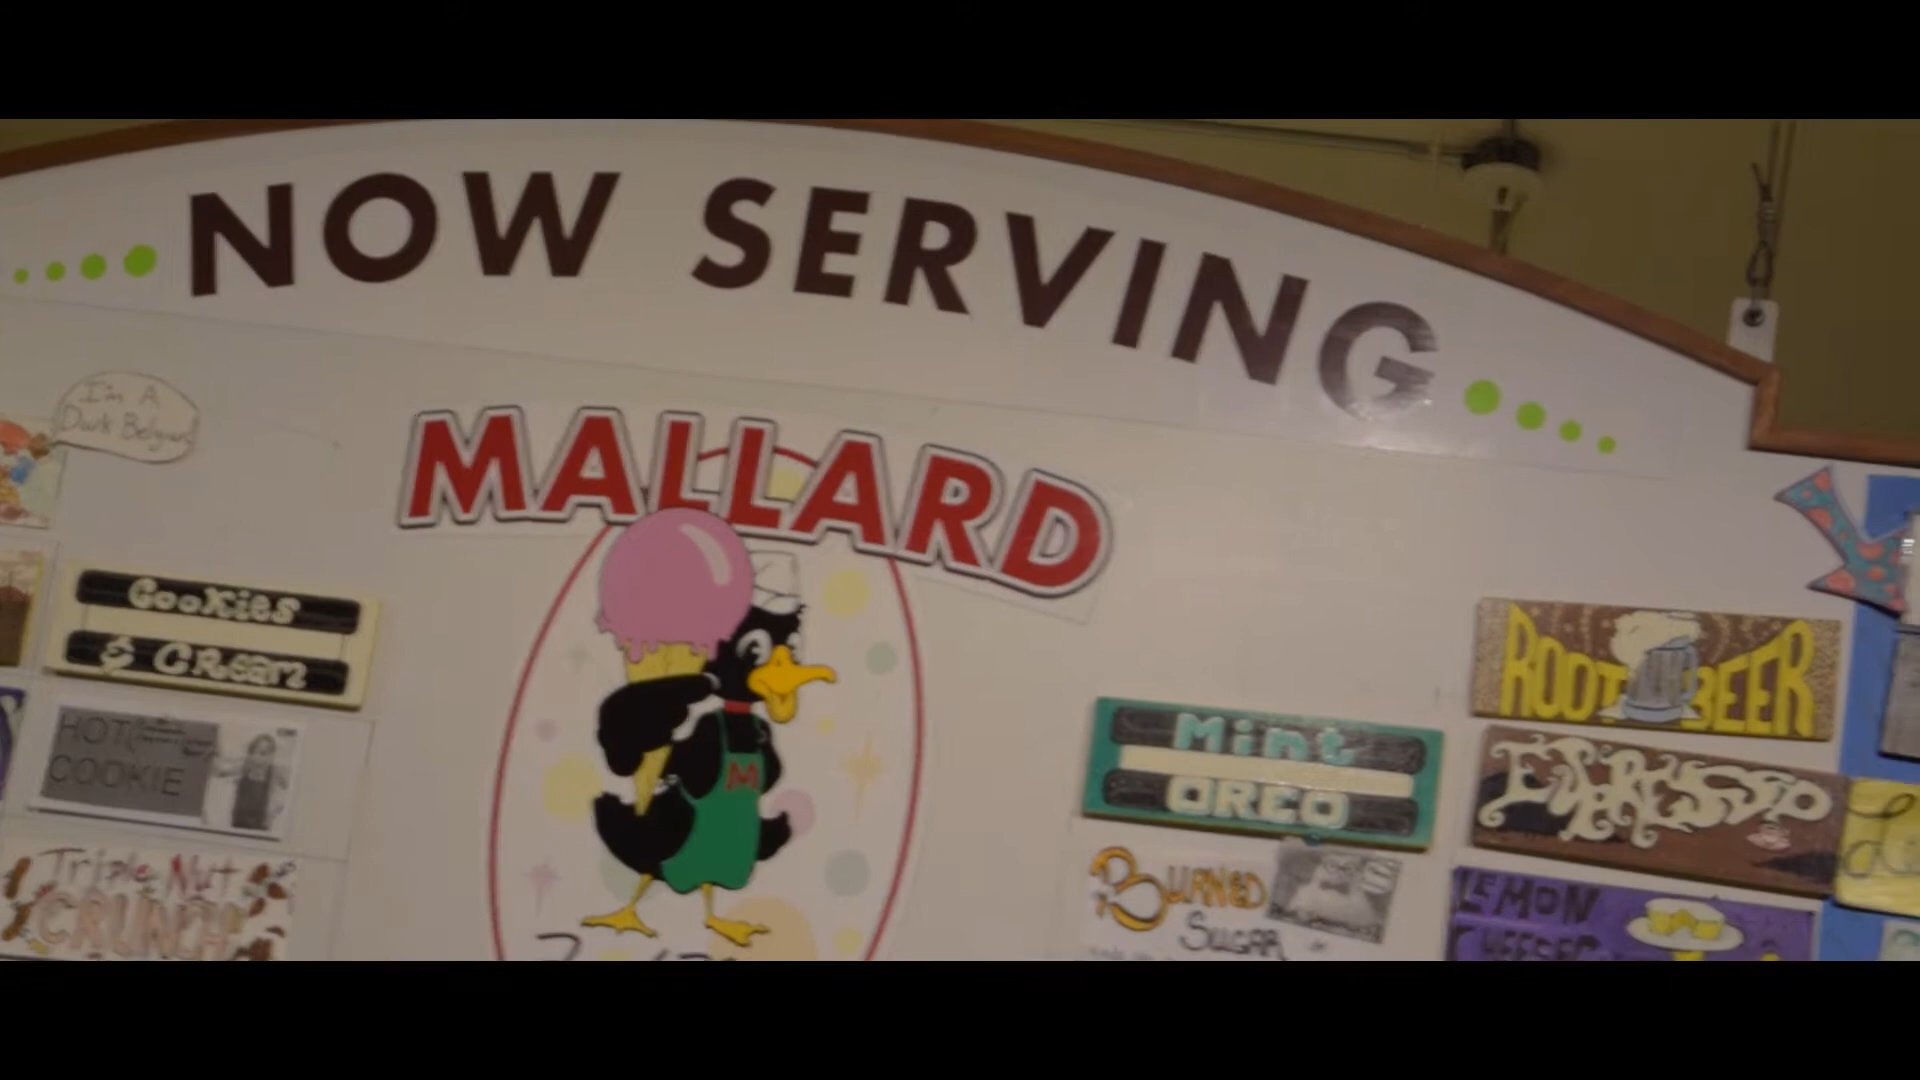 NOW SERVING
I'm A
Dark Belgian
MALLARD
Cookies
& CReam
HOT
COOKIE
Triple Nut
CRUNCH
M
Mint
OREO
BURNED
SUGAR
ROOT BEER
ESPRESSO
LEMON